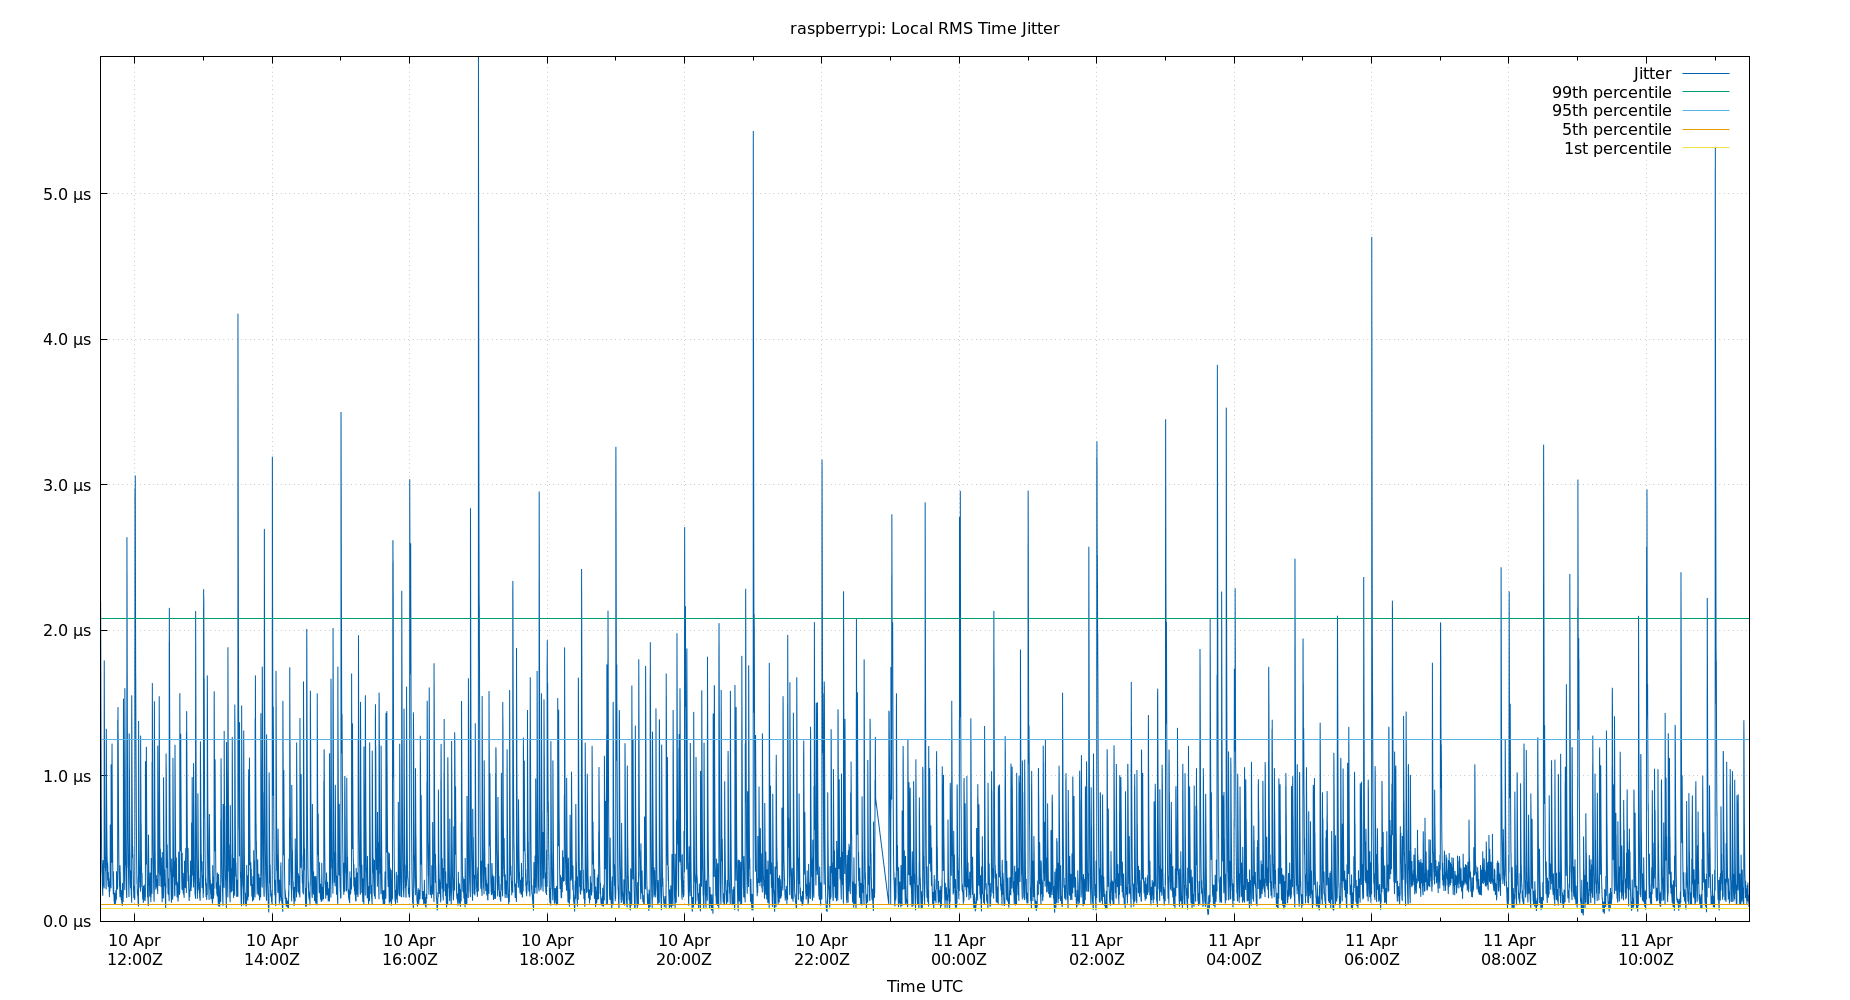 raspberrypi: Local RMS Time Jitter
Jitter
99th percentile
95th percentile
5th percentile
1st percentile
5.0 µs
4.0 µs
3.0 µs
2.0 µs
1.0 µs
0.0 µs
10 Apr 10 Apr 10 Apr 10 Apr 10 Apr 10 Apr 11 Apr 11 Apr 11 Apr 11 Apr 11 Apr 11 Apr
12:00Z 14:00Z 16:00Z 18:00Z 20:00Z 22:00Z 00:00Z 02:00Z 04:00Z 06:00Z 08:00Z 10:00Z
Time UTC